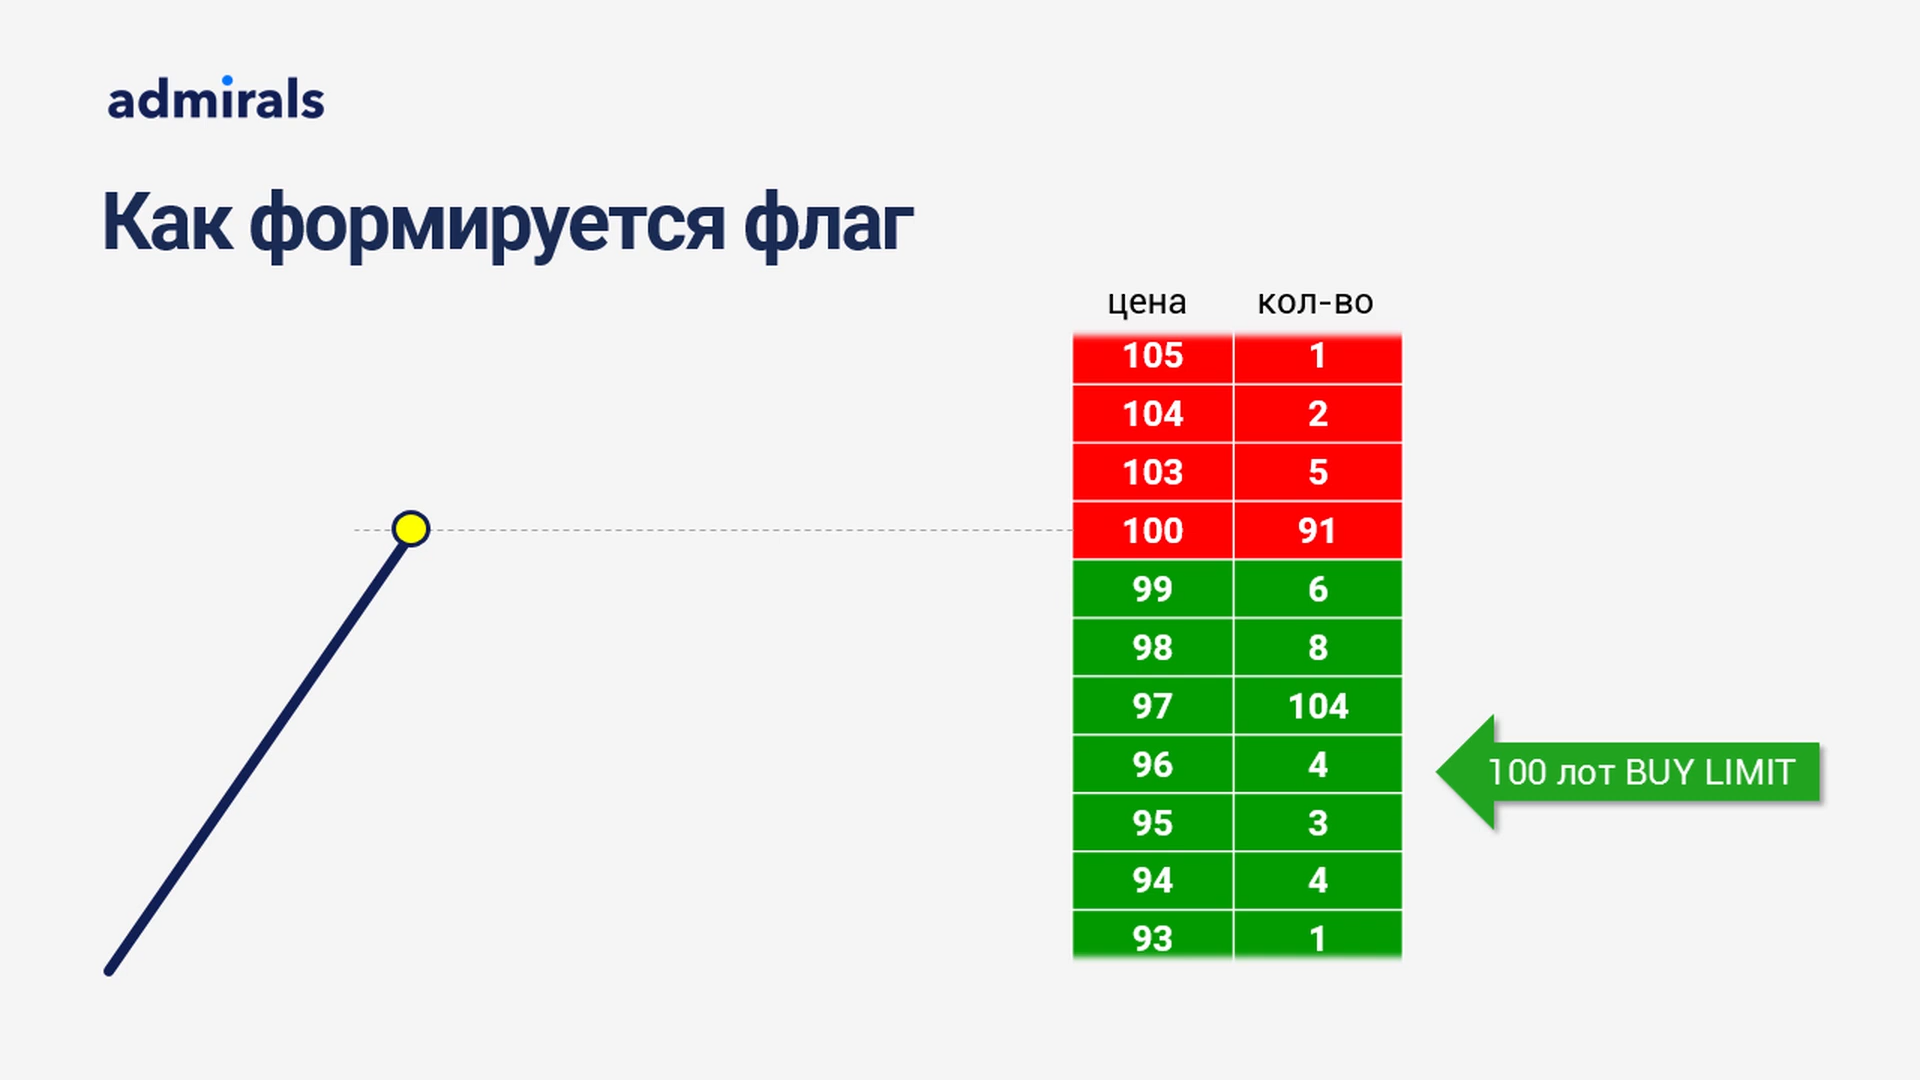 admirals
Как формируется флаг
цена кол-во
105 1
104 2
103 5
100 91
99 6
98 8
97 104
96 4
100 лот BUY LIMIT
95 3
94 4
93 1